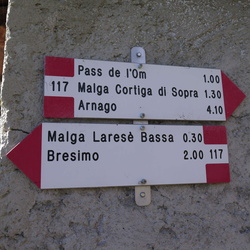 Pass de l'Om 1.00
117 Malga Cortiga di Sopra 1.30
Arnago 4.10
Malga Laresè Bassa 0.30
Bresimo 2.00 117